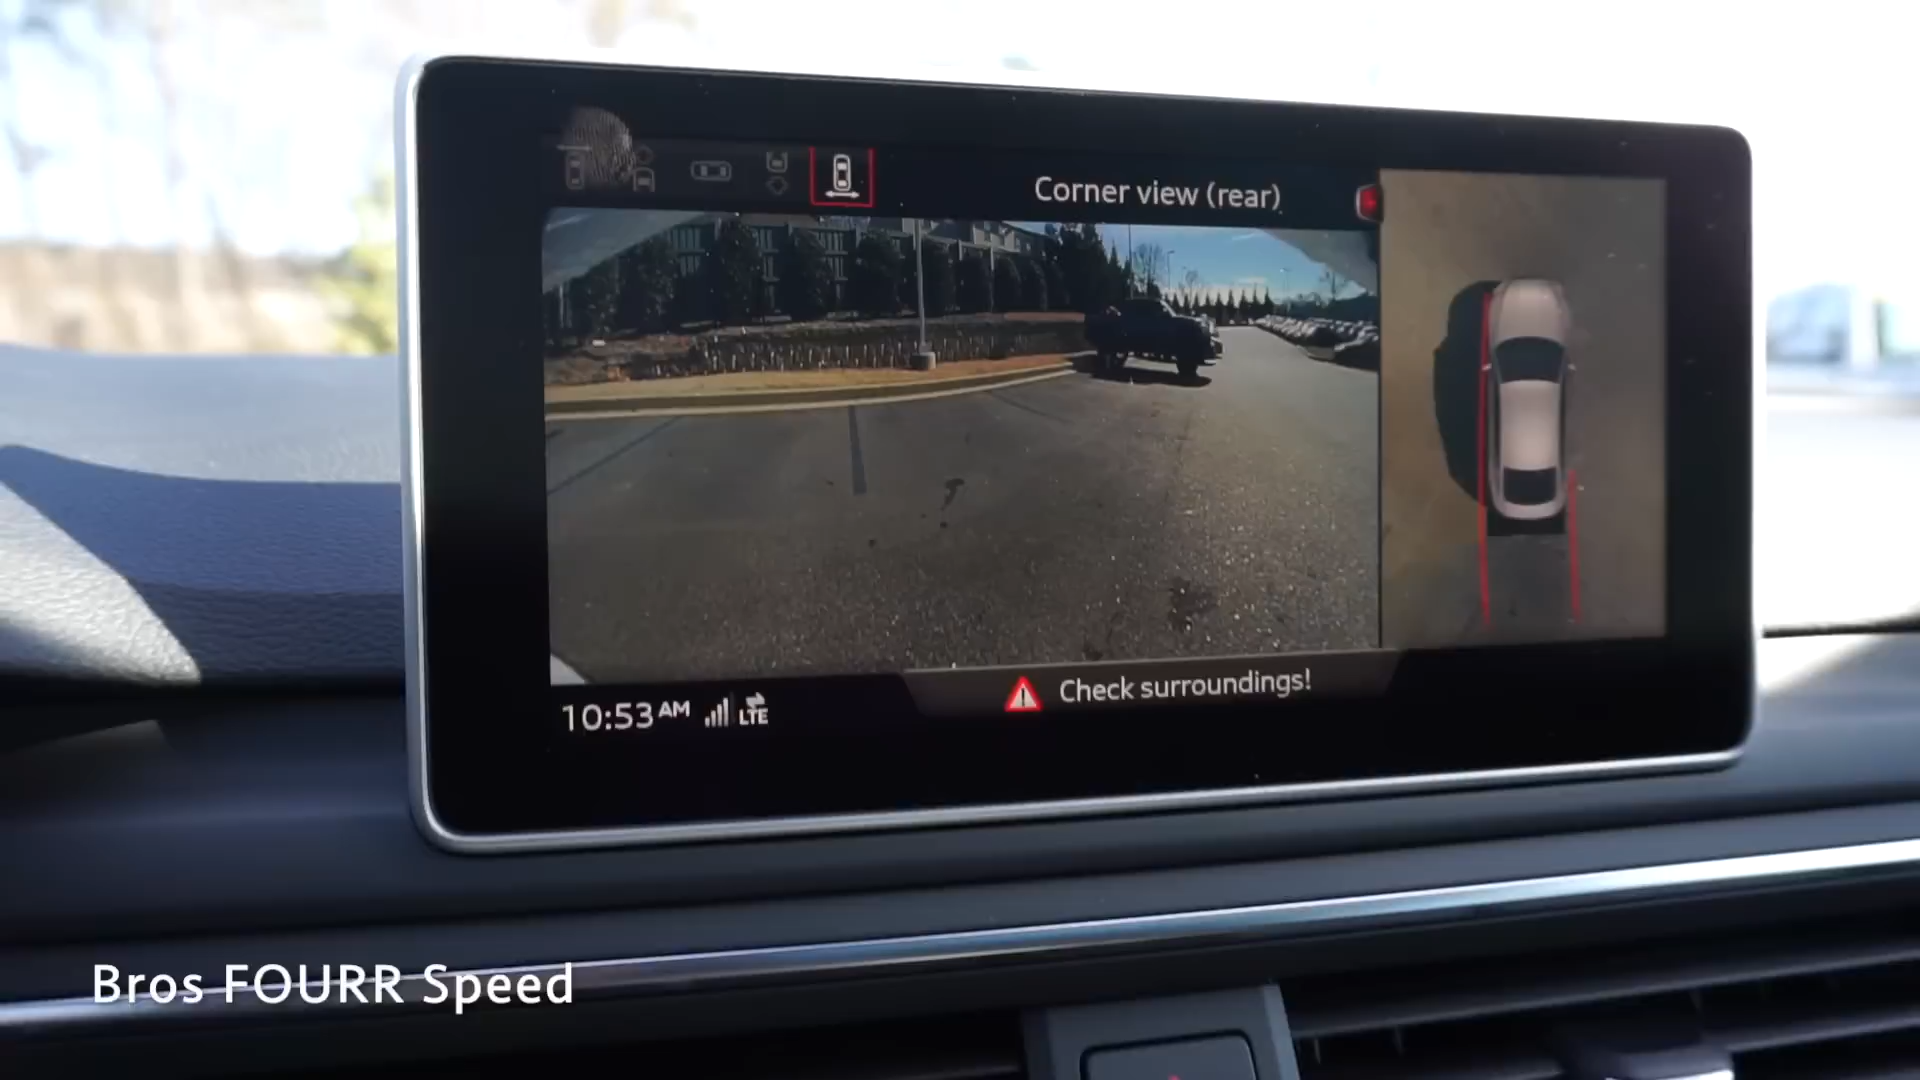 Corner view (rear)
Check surroundings!
10:53 AM LTE
Bros FOURR Speed